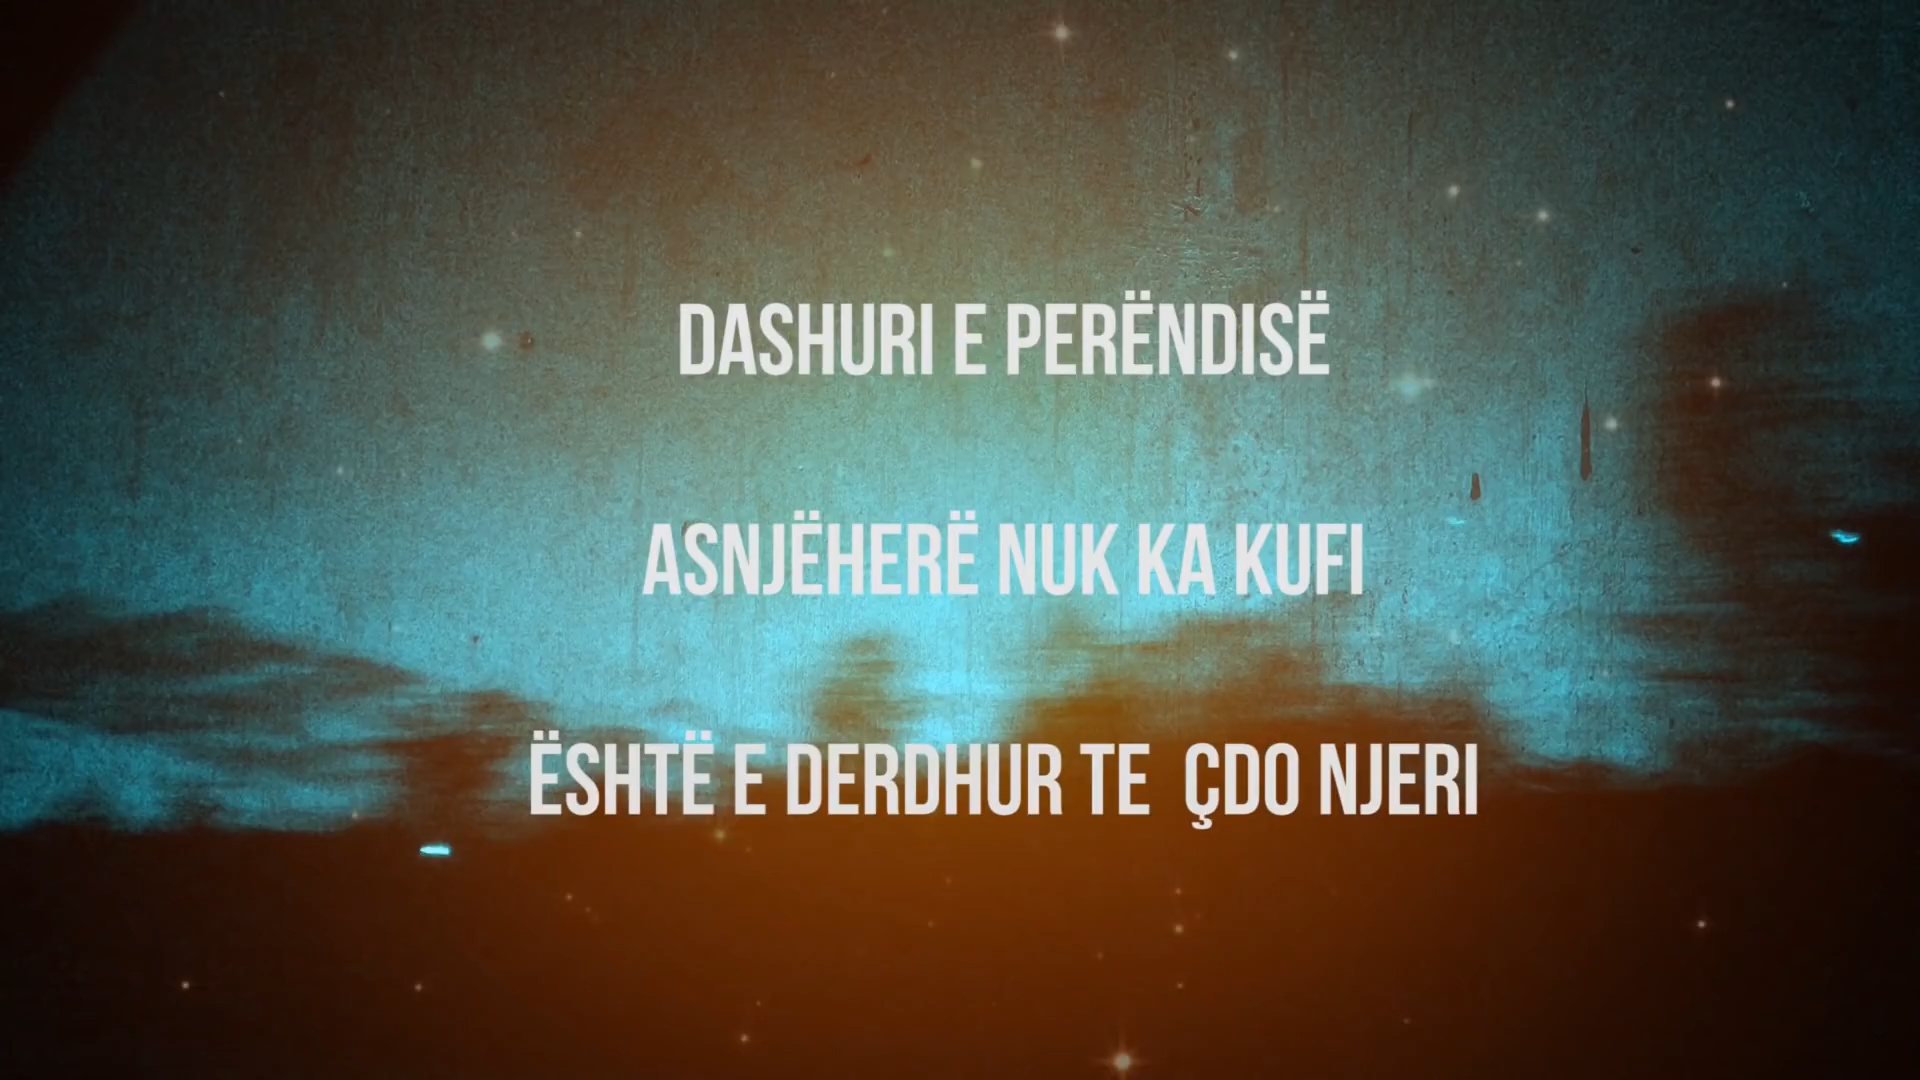 DASHURI E PERËNDISË
ASNJËHERË NUK KA KUFI
ËSHTË E DERDHUR TE  ÇDO NJERI